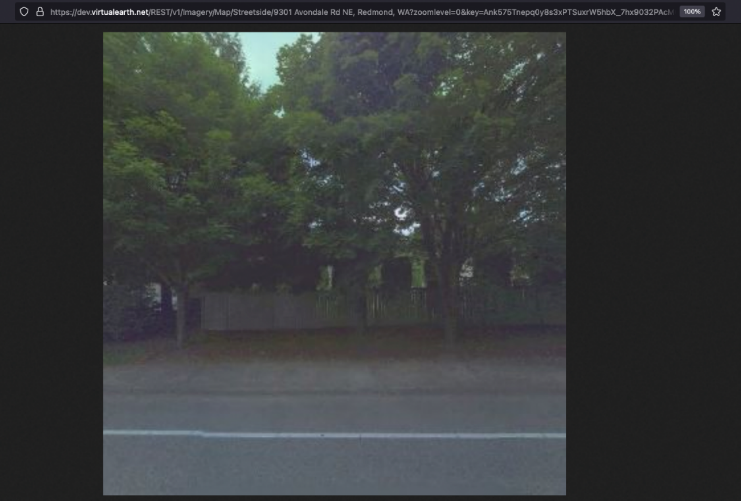 https://dev.virtualearth.net/REST/v1/Imagery/Map/Streetside/9301 Avondale Rd NE, Redmond, WA?zoomlevel=0&key=Ank575Tnepq0y8s3xPTSuxrW5hbX_7hx9032PAcM 100%